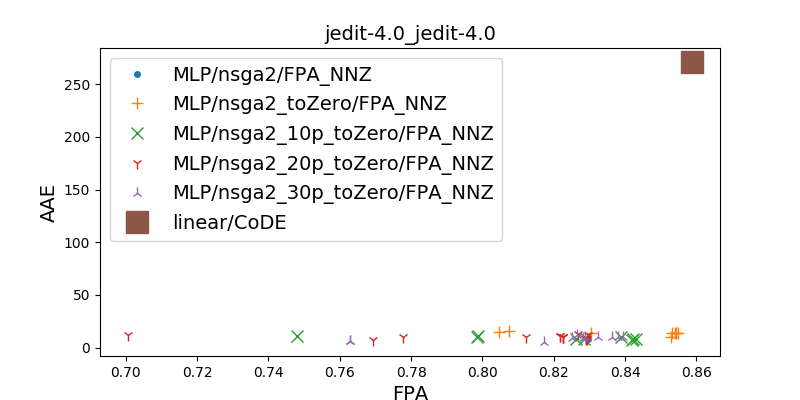 jedit-4.0_jedit-4.0
MLP/nsga2/FPA_NNZ
MLP/nsga2_toZero/FPA_NNZ
MLP/nsga2_10p_toZero/FPA_NNZ
MLP/nsga2_20p_toZero/FPA_NNZ
MLP/nsga2_30p_toZero/FPA_NNZ
linear/CoDE
AAE
250
200
150
100
50
0
0.70 0.72 0.74 0.76 0.78 0.80 0.82 0.84 0.86
FPA